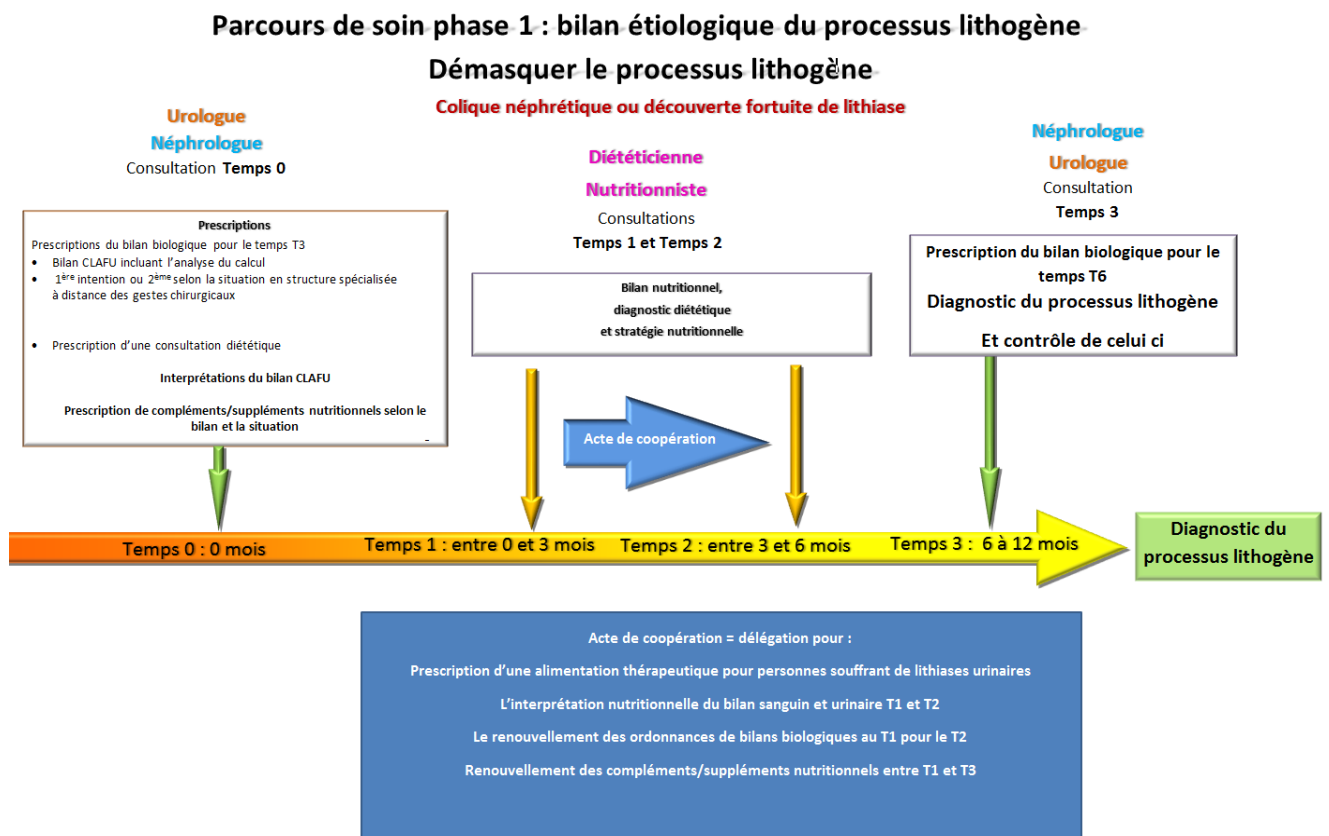 Parcours de soin phase 1 : bilan étiologique du processus lithogène
Démasquer le processus lithogène
Colique néphrétique ou découverte fortuite de lithiase
Urologue
Néphrologue
Consultation Temps 0
Prescriptions
Prescriptions du bilan biologique pour le temps T3
• Bilan CLAFU incluant l'analyse du calcul
• 1ère intention ou 2ème selon la situation en structure spécialisée
à distance des gestes chirurgicaux
• Prescription d'une consultation diététique
Interprétations du bilan CLAFU
Prescription de compléments/suppléments nutritionnels selon le
bilan et la situation
Diététicienne
Nutritionniste
Consultations
Temps 1 et Temps 2
Bilan nutritionnel,
diagnostic diététique
et stratégie nutritionnelle
Acte de coopération
Néphrologue
Urologue
Consultation
Temps 3
Prescription du bilan biologique pour le
temps T6
Diagnostic du processus lithogène
Et contrôle de celui ci
Temps 0 : 0 mois
Temps 1 : entre 0 et 3 mois
Temps 2 : entre 3 et 6 mois
Temps 3 : 6 à 12 mois
Diagnostic du
processus lithogène
Acte de coopération = délégation pour :
Prescription d'une alimentation thérapeutique pour personnes souffrant de lithiases urinaires
L'interprétation nutritionnelle du bilan sanguin et urinaire T1 et T2
Le renouvellement des ordonnances de bilans biologiques au T1 pour le T2
Renouvellement des compléments/suppléments nutritionnels entre T1 et T3